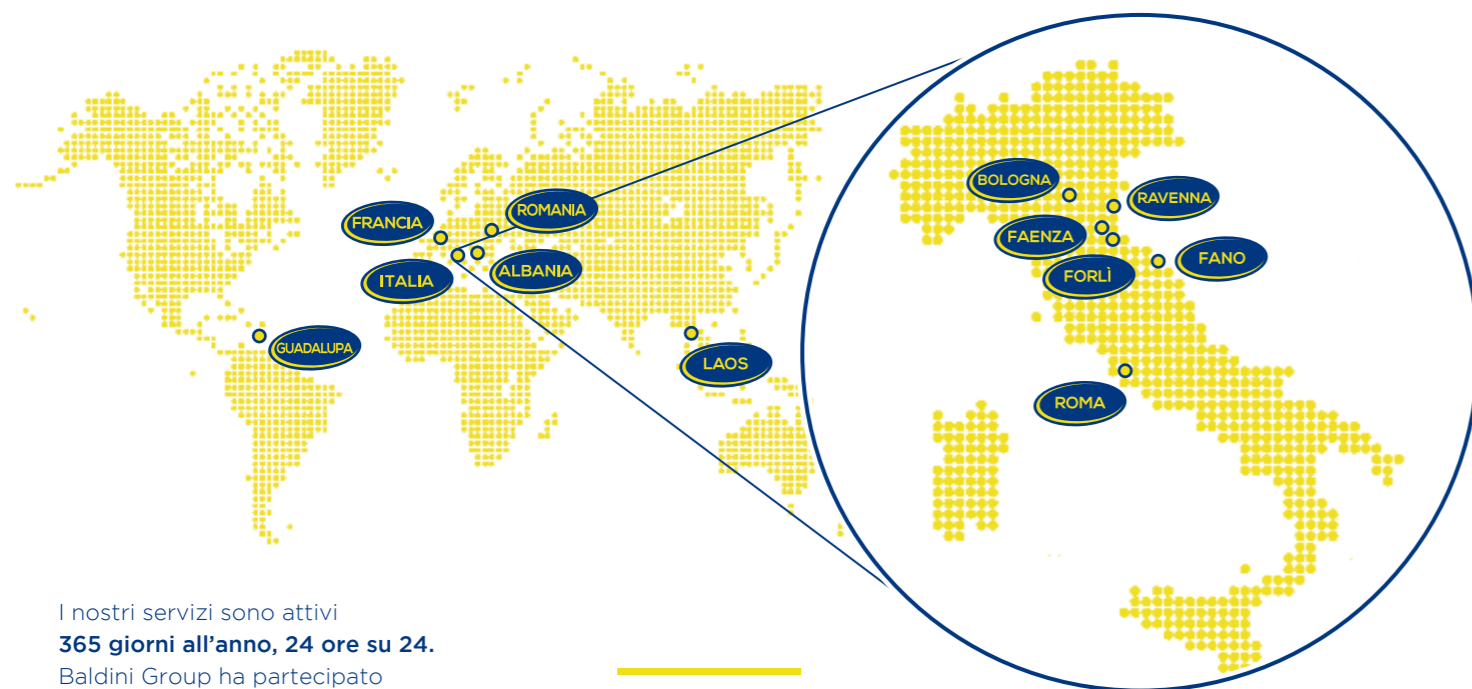 FRANCIA
ROMANIA
ITALIA
ALBANIA
GUADALUPA
LAOS
BOLOGNA
RAVENNA
FAENZA
FORLÌ
FANO
ROMA
I nostri servizi sono attivi
365 giorni all’anno, 24 ore su 24.
Baldini Group ha partecipato